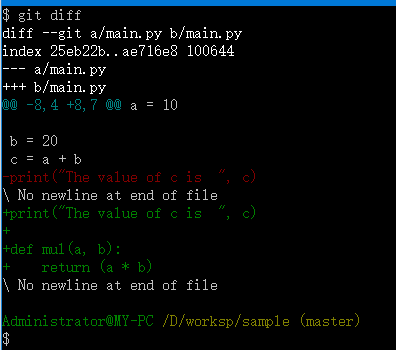 $ git diff
diff --git a/main.py b/main.py
index 25eb22b..ae716e8 100644
--- a/main.py
+++ b/main.py
@@ -8,4 +8,7 @@ a = 10

 b = 20
 c = a + b
-print("The value of c is  ", c)
\ No newline at end of file
+print("The value of c is  ", c)
+
+def mul(a, b):
+    return (a * b)
\ No newline at end of file

Administrator@MY-PC /D/worksp/sample (master)
$